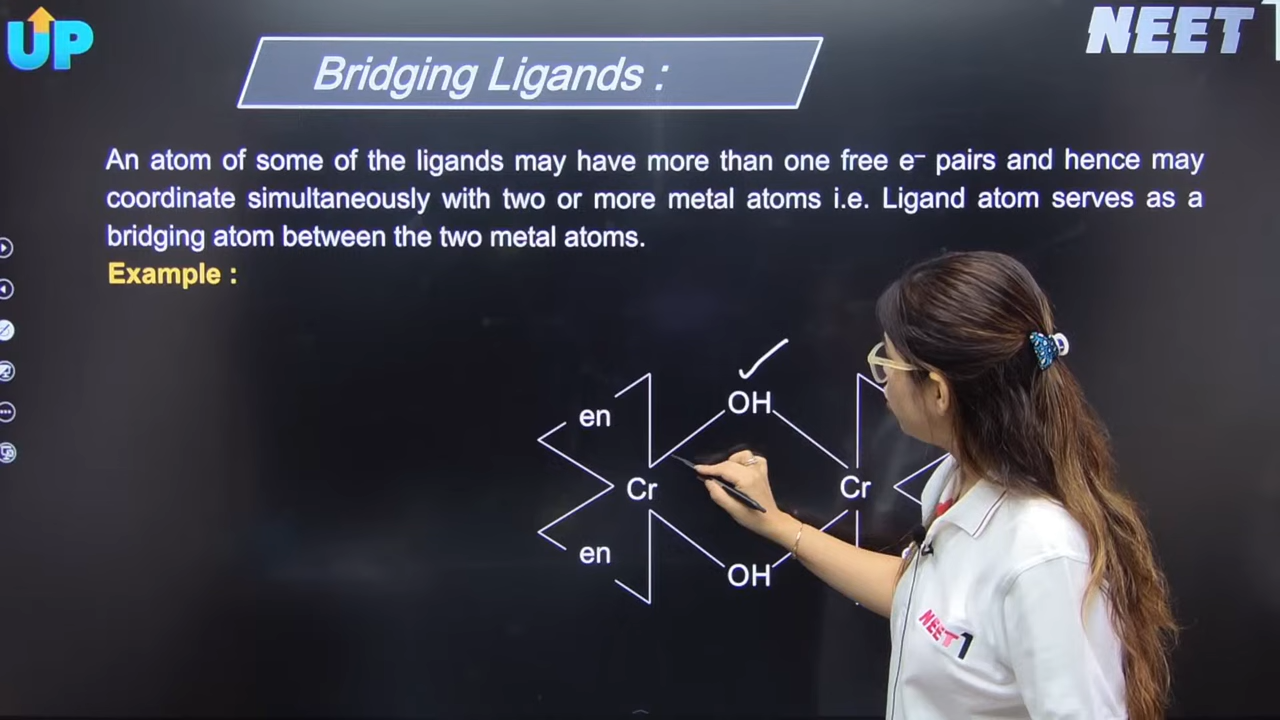 UP
NEET 1
Bridging Ligands :
An atom of some of the ligands may have more than one free e⁻ pairs and hence may
coordinate simultaneously with two or more metal atoms i.e. Ligand atom serves as a
bridging atom between the two metal atoms.
Example :
OH
en
Cr
Cr
en
OH
NEET 1